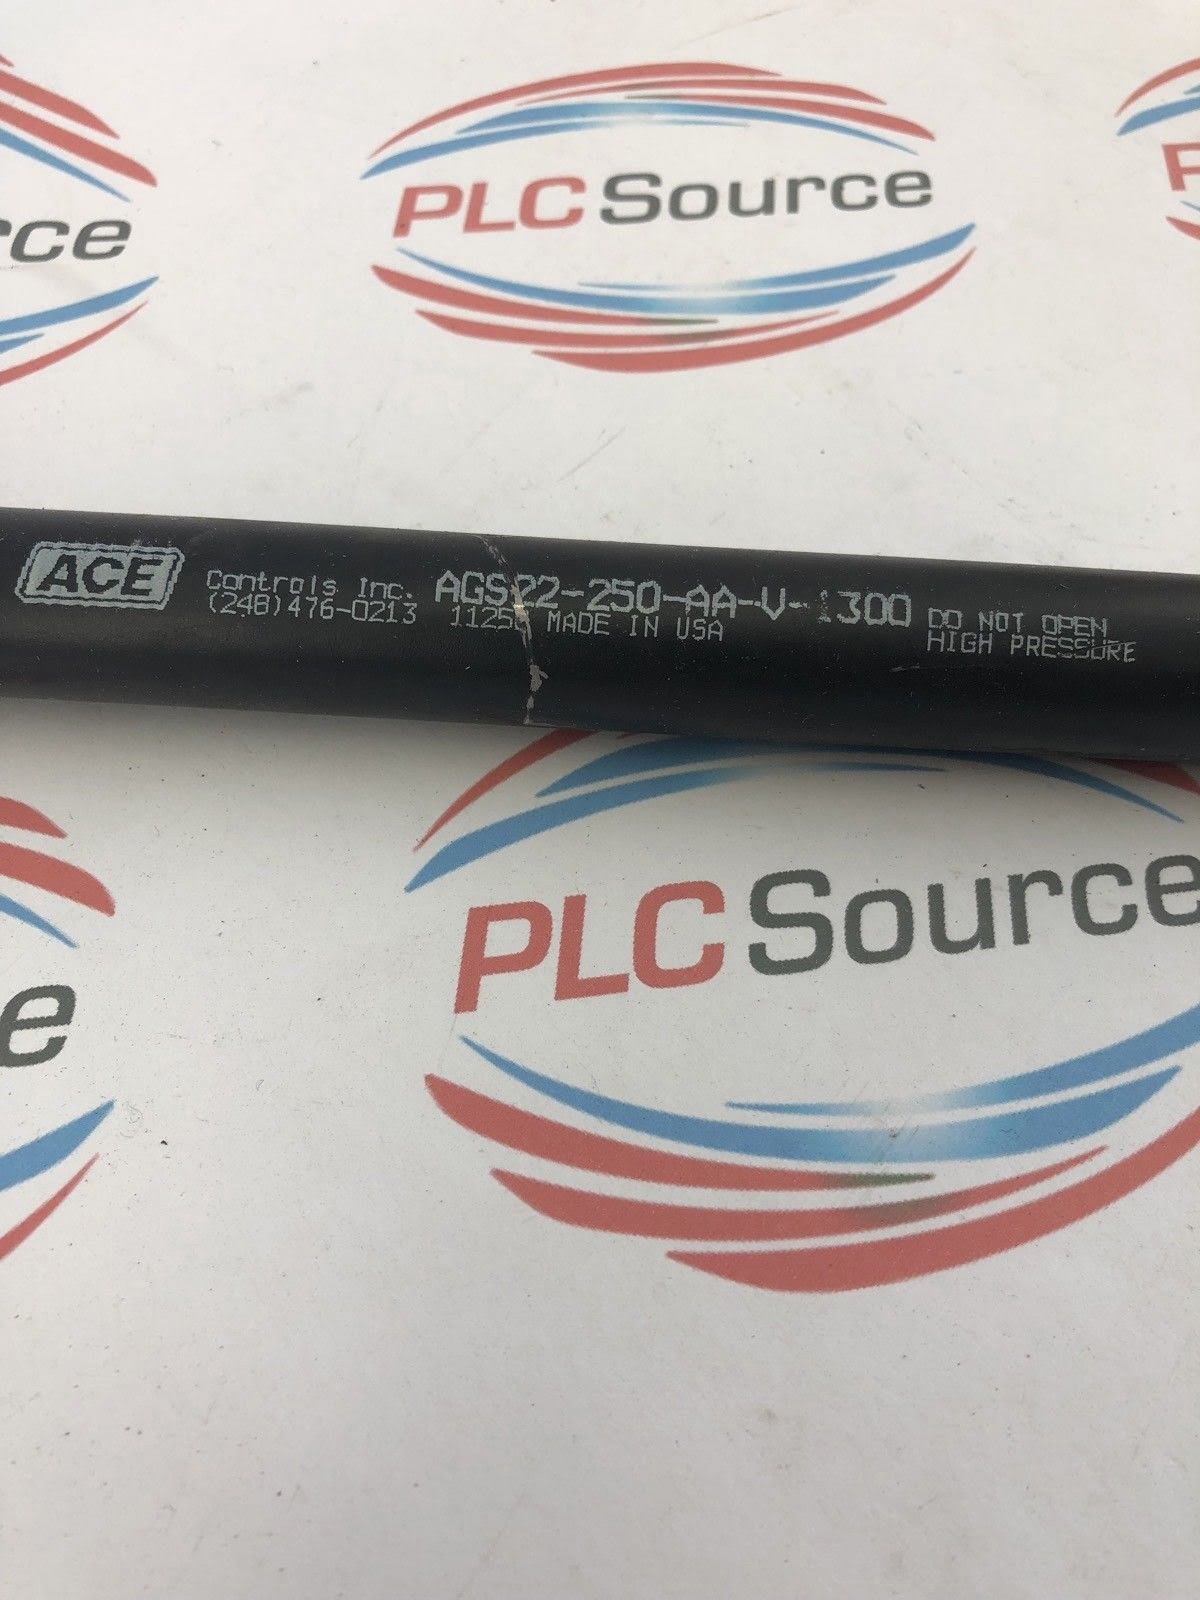 PLC Source
rce
P
ACE Controls Inc. AGS22-250-AA-V-1300 DO NOT OPEN
(248)476-0213 MADE IN USA HIGH PRESSURE
PLC Source
e